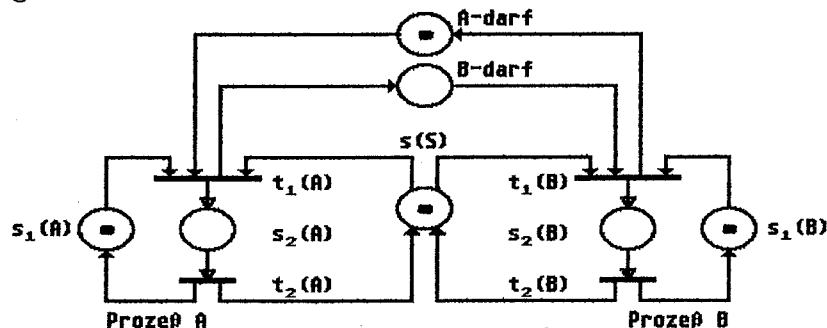 A-darf
B-darf
s(S)
t₁(A)
t₁(B)
s₁(A)
s₂(A)
s₂(B)
s₁(B)
t₂(A)
t₂(B)
Prozeß A
Prozeß B